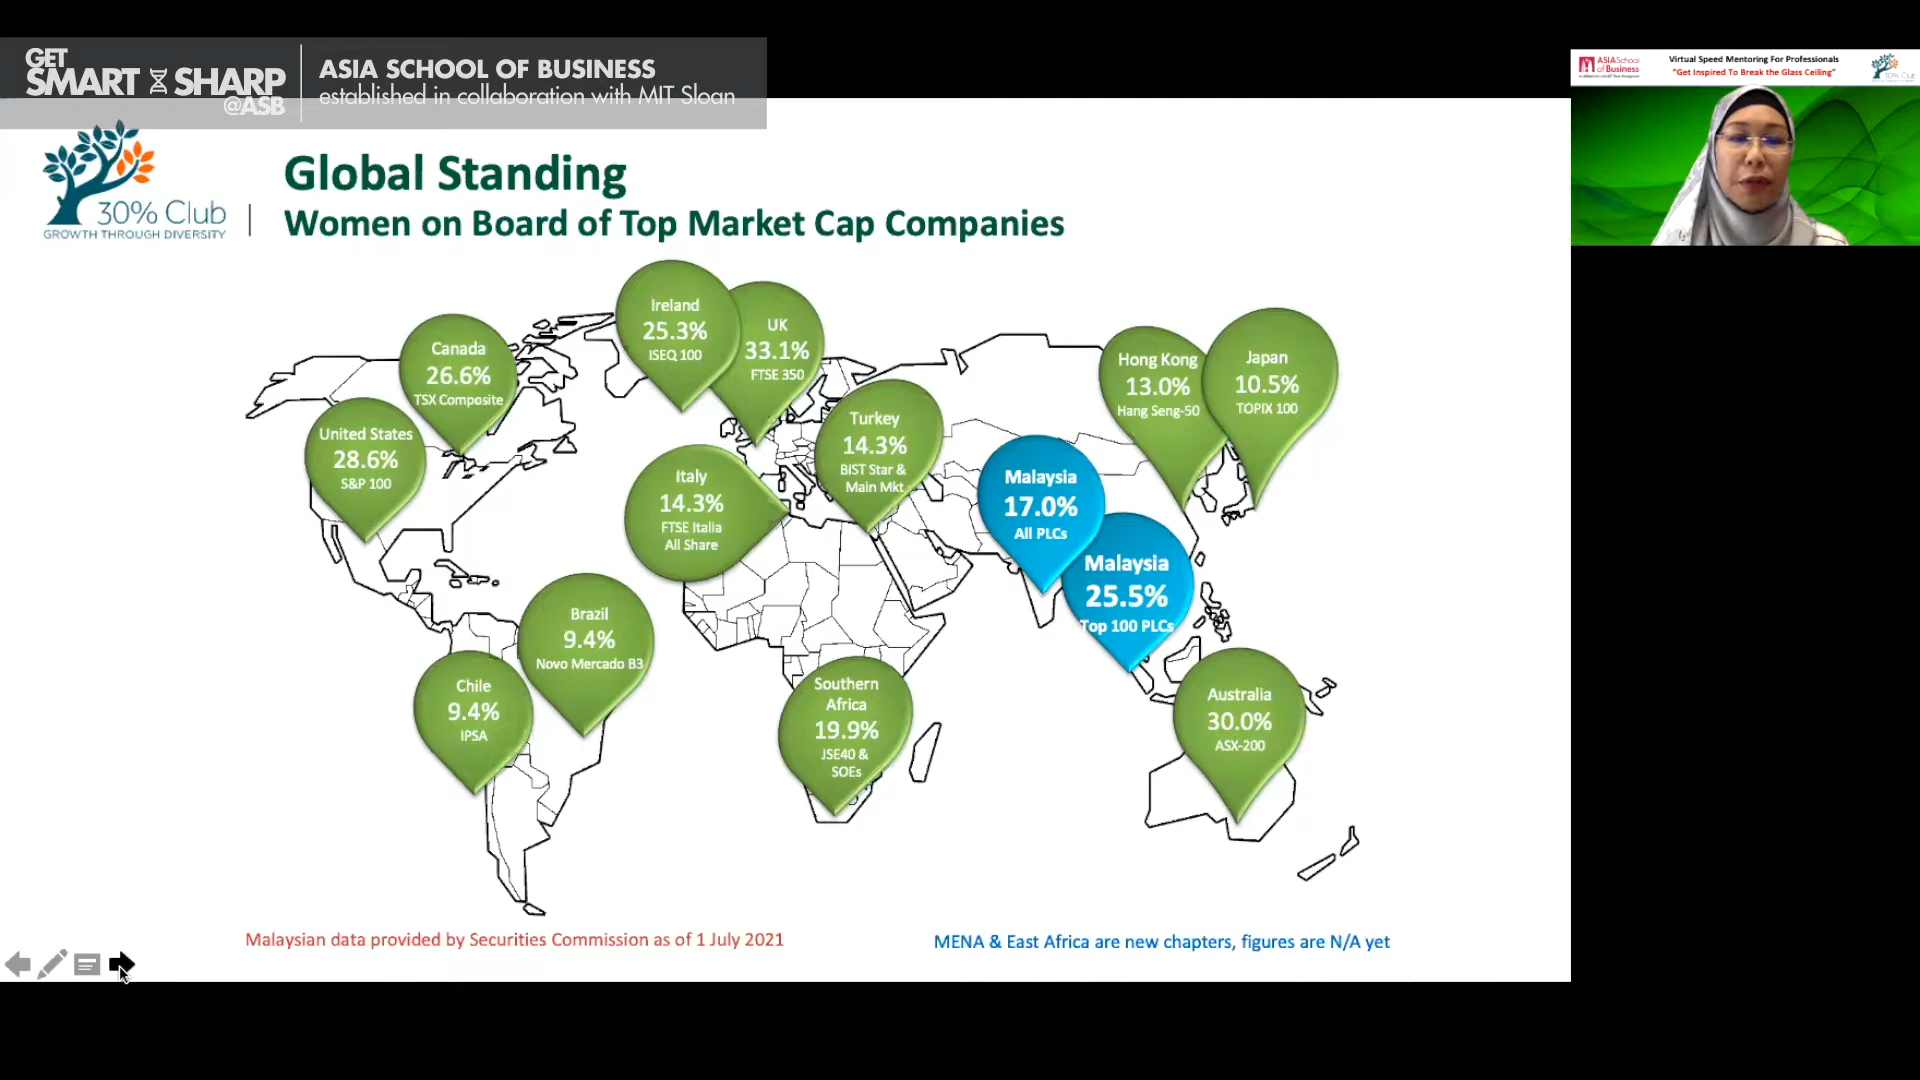 GET
SMART SHARP
@ASB
ASIA SCHOOL OF BUSINESS
established in collaboration with MIT Sloan
30% Club
GROWTH THROUGH DIVERSITY
Global Standing
Women on Board of Top Market Cap Companies
Ireland
25.3%
ISEQ 100
UK
33.1%
FTSE 350
Canada
26.6%
TSX Composite
United States
28.6%
S&P 100
Hong Kong
13.0%
Hang Seng-50
Japan
10.5%
TOPIX 100
Turkey
14.3%
BIST Star &
Main Mkt
Italy
14.3%
FTSE Italia
All Share
Malaysia
17.0%
All PLCs
Malaysia
25.5%
Top 100 PLCs
Brazil
9.4%
Novo Mercado B3
Chile
9.4%
IPSA
Southern
Africa
19.9%
JSE40 &
SOEs
Australia
30.0%
ASX-200
Malaysian data provided by Securities Commission as of 1 July 2021
MENA & East Africa are new chapters, figures are N/A yet
ASIA School
of Business
Virtual Speed Mentoring For Professionals
"Get Inspired To Break the Glass Ceiling"
30% Club